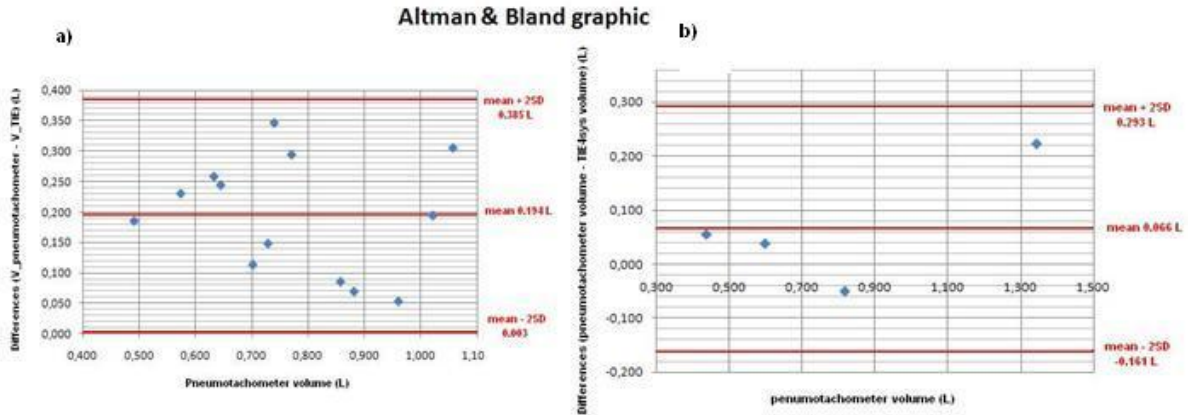 Altman & Bland graphic
a)
Differences (V_pneumotachometer - V_TIE) (L)
0,400
0,350
0,300
0,250
0,200
0,150
0,100
0,050
0,000
0,400
0,500
0,600
0,700
0,800
0,900
1,000
1,10
mean + 2SD
0.385 L
mean 0.194 L
mean - 2SD
0.003
Pneumotachometer volume (L)
b)
Differences (pneumotachometer volume - TIE-Isys volume) (L)
0,300
0,200
0,100
0,000
-0,100
-0,200
0,300
0,500
0,700
0,900
1,100
1,300
1,500
mean + 2SD
0.293 L
mean 0.066 L
mean - 2SD
-0.161 L
penumotachometer volume (L)